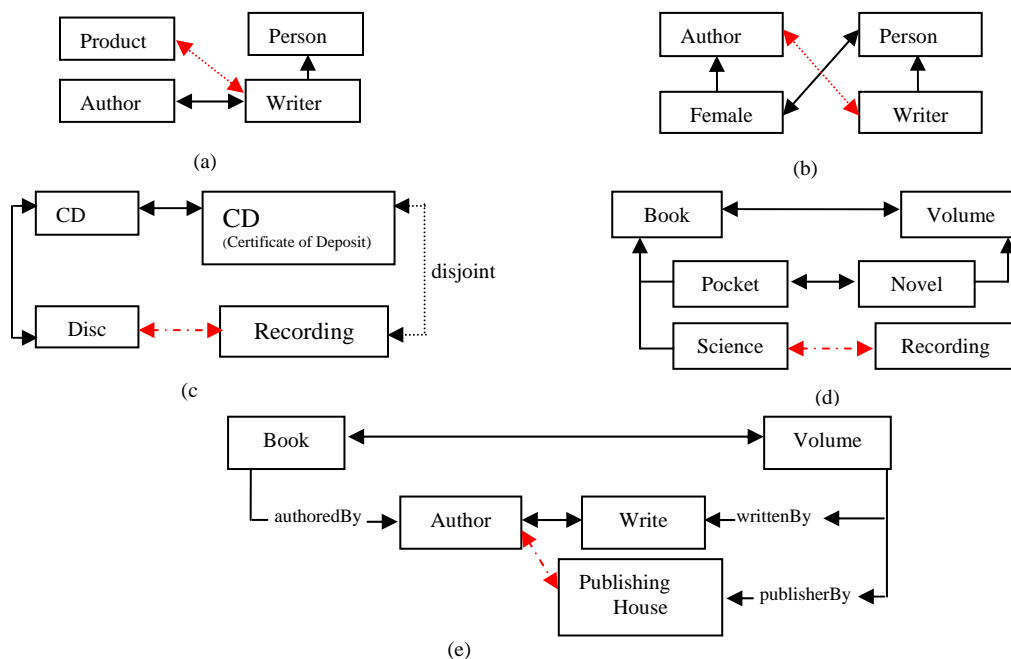 Product
Person
Author
Writer
(a)
Author
Person
Female
Writer
(b)
CD
CD
(Certificate of Deposit)
disjoint
Disc
Recording
(c
Book
Volume
Pocket
Novel
Science
Recording
(d)
Book
Volume
authoredBy
Author
Write
writtenBy
Publishing
House
publisherBy
(e)